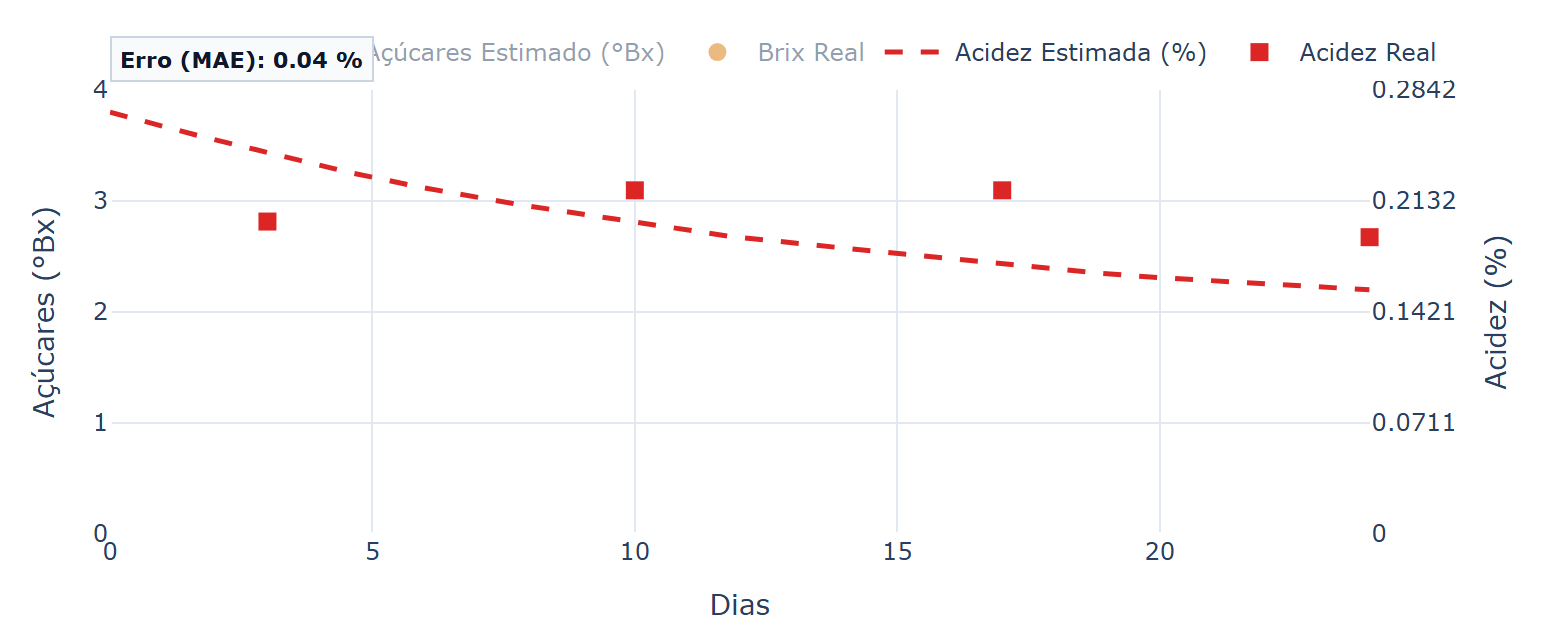 Erro (MAE): 0.04 %
Açúcares Estimado (°Bx)
Brix Real
Acidez Estimada (%)
Acidez Real
4
3
2
1
0
Açúcares (°Bx)
0.2842
0.2132
0.1421
0.0711
0
Acidez (%)
0
5
10
15
20
Dias